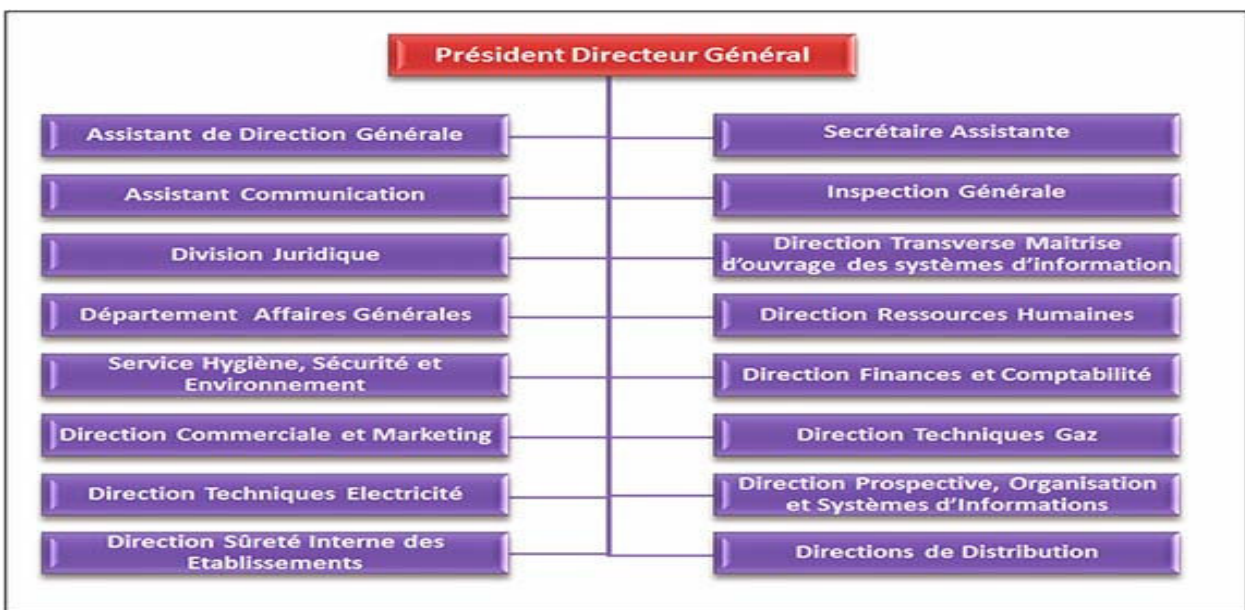 Président Directeur Général
Assistant de Direction Générale
Secrétaire Assistante
Assistant Communication
Inspection Générale
Division Juridique
Direction Transverse Maitrise
d'ouvrage des systèmes d'information
Département Affaires Générales
Direction Ressources Humaines
Service Hygiène, Sécurité et
Environnement
Direction Finances et Comptabilité
Direction Commerciale et Marketing
Direction Techniques Gaz
Direction Techniques Electricité
Direction Prospective, Organisation
et Systèmes d'Informations
Direction Sûreté Interne des
Etablissements
Directions de Distribution